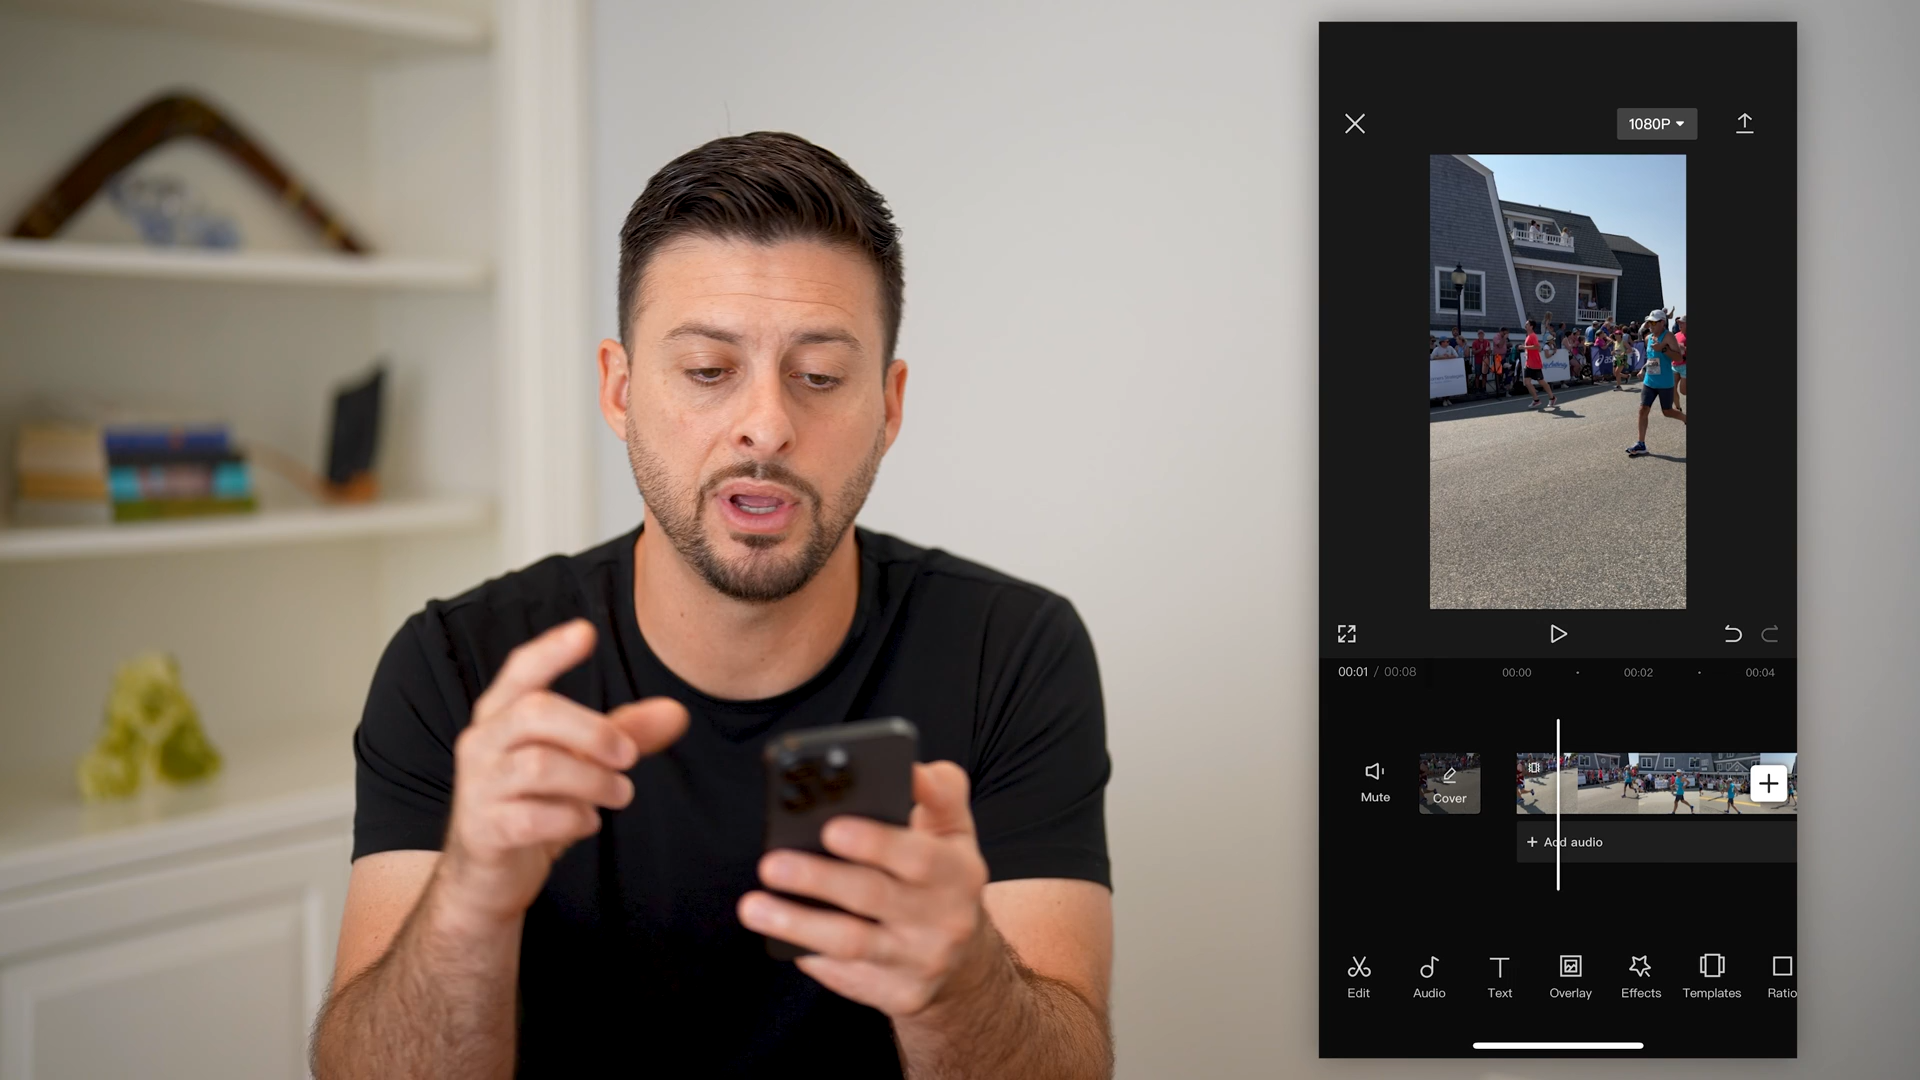 1080P
00:01 / 00:08
00:00
00:02
00:04
Mute
Cover
+ Add audio
Edit
Audio
Text
Overlay
Effects
Templates
Ratio